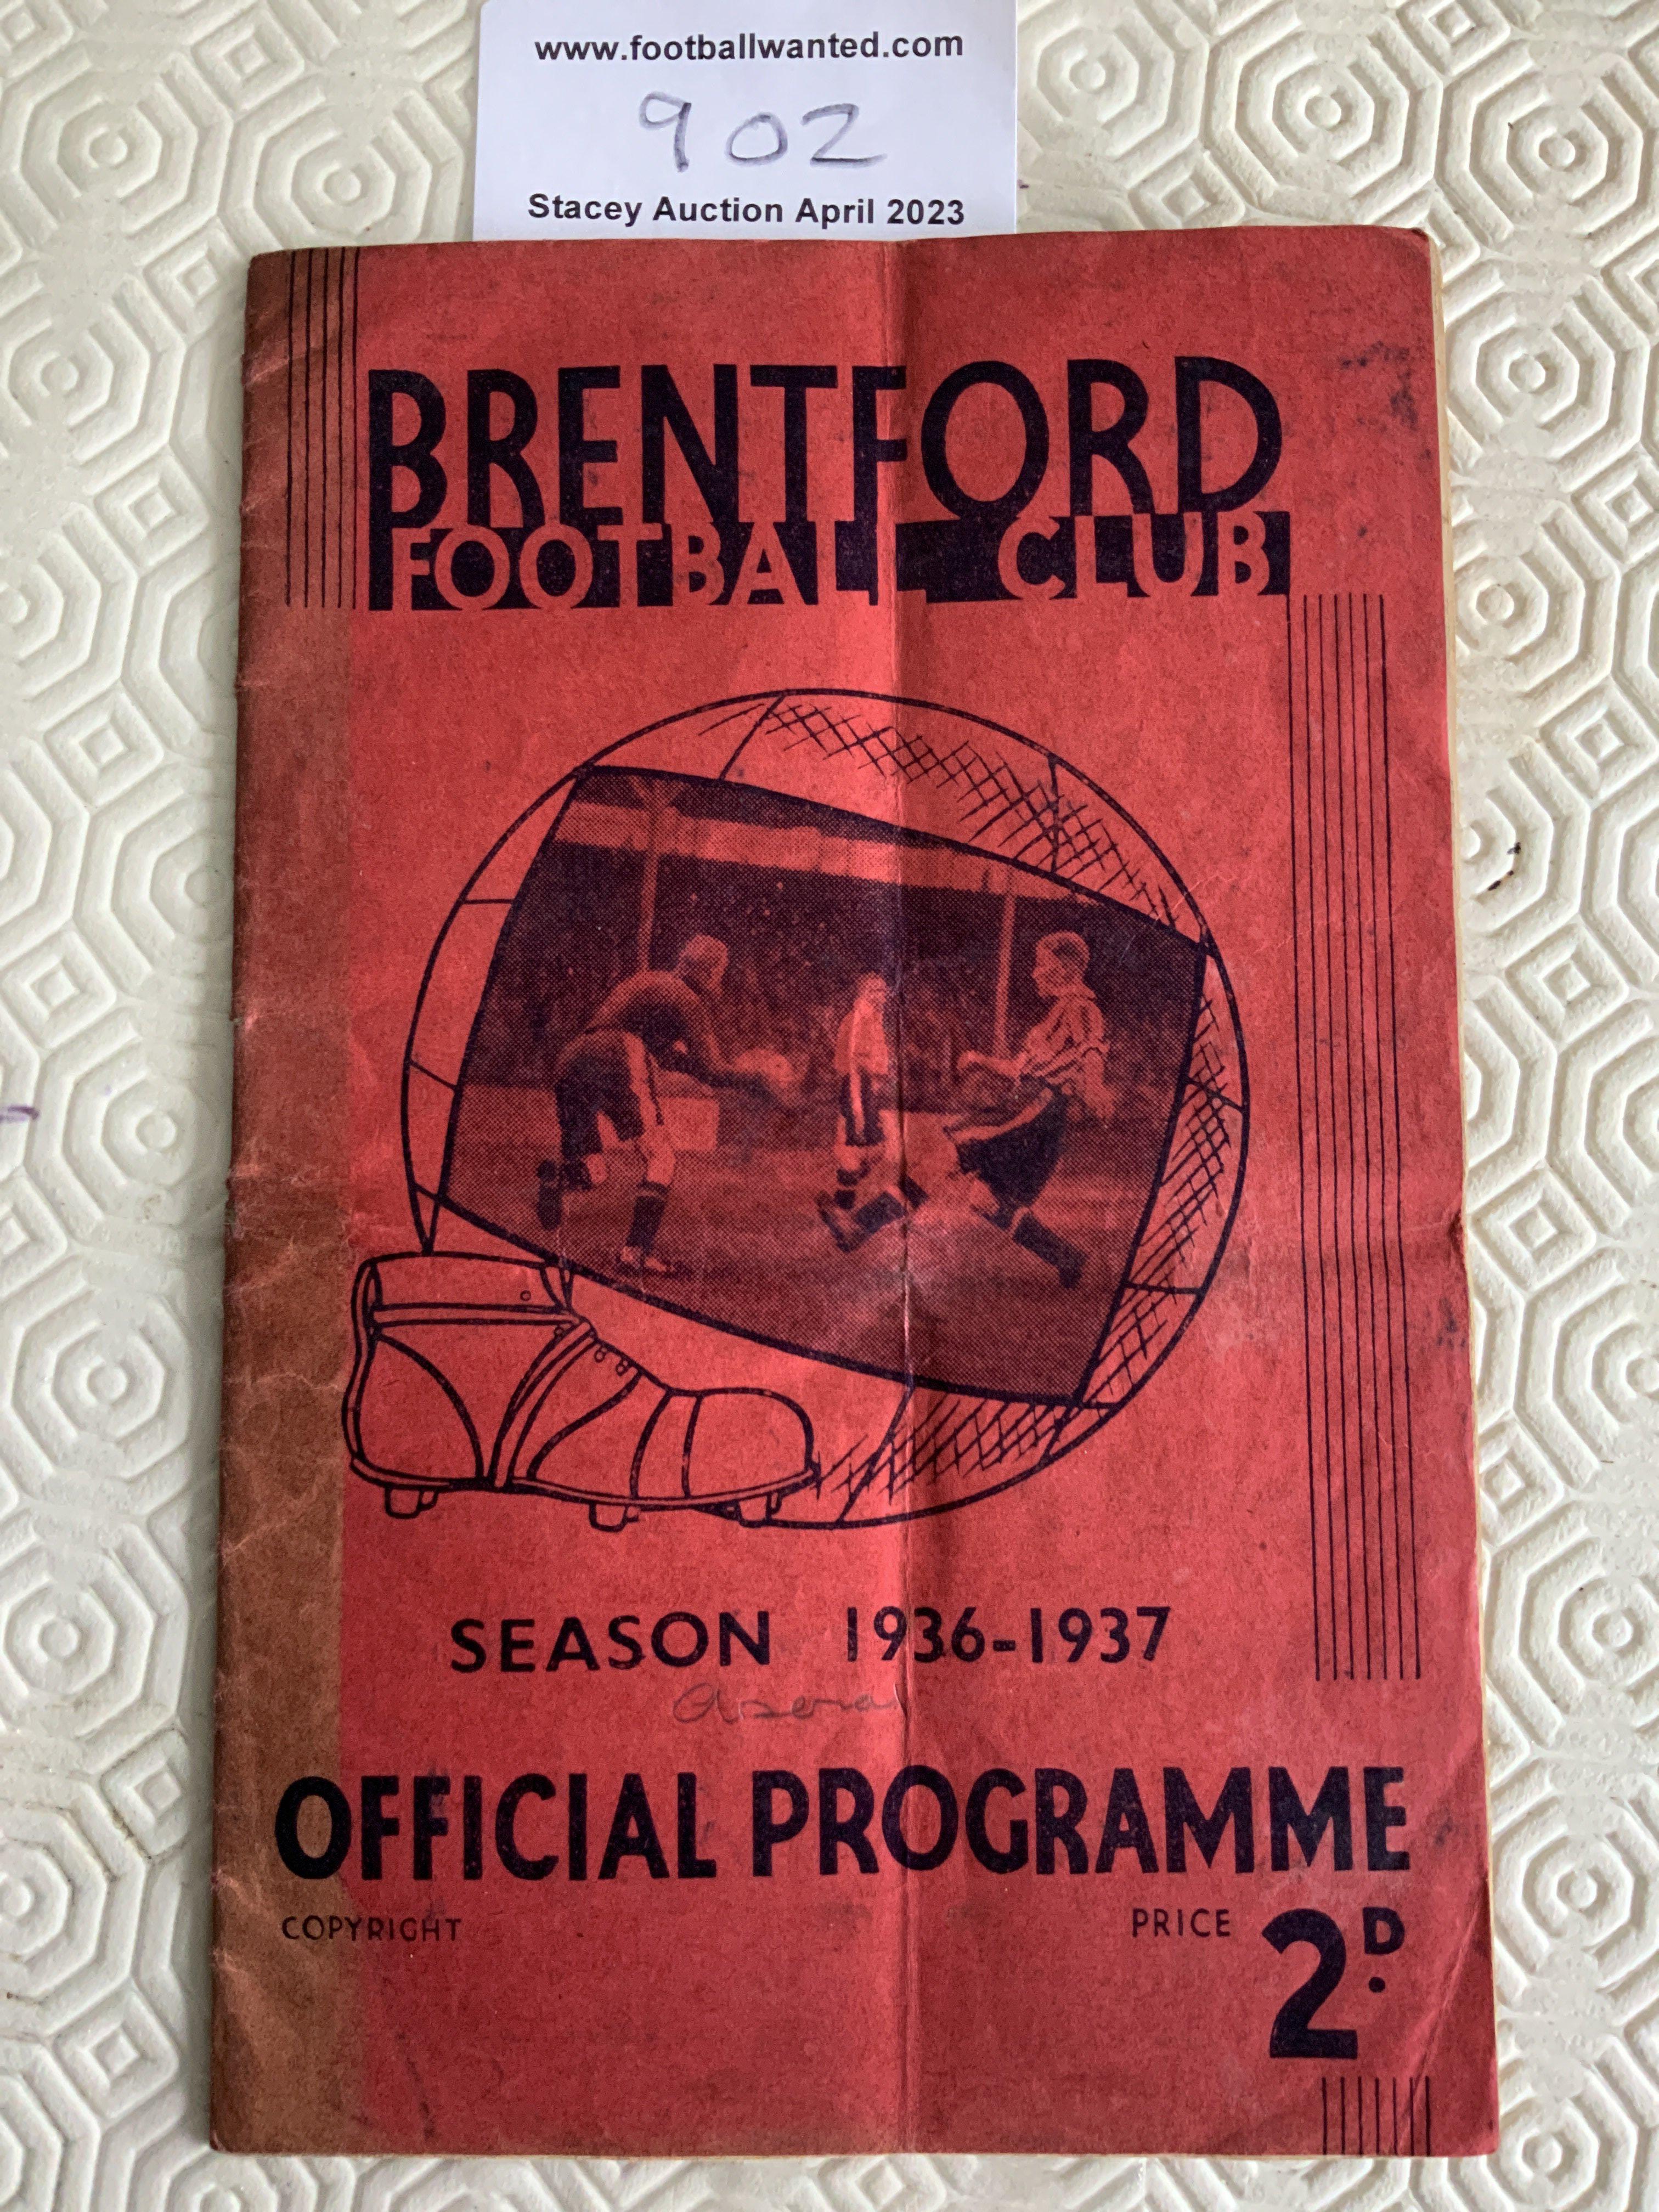 www.footballwanted.com
902
Stacey Auction April 2023
BRENTFORD
FOOTBALL CLUB
SEASON 1936-1937
Arsenal
OFFICIAL PROGRAMME
COPYRIGHT
PRICE 2D.